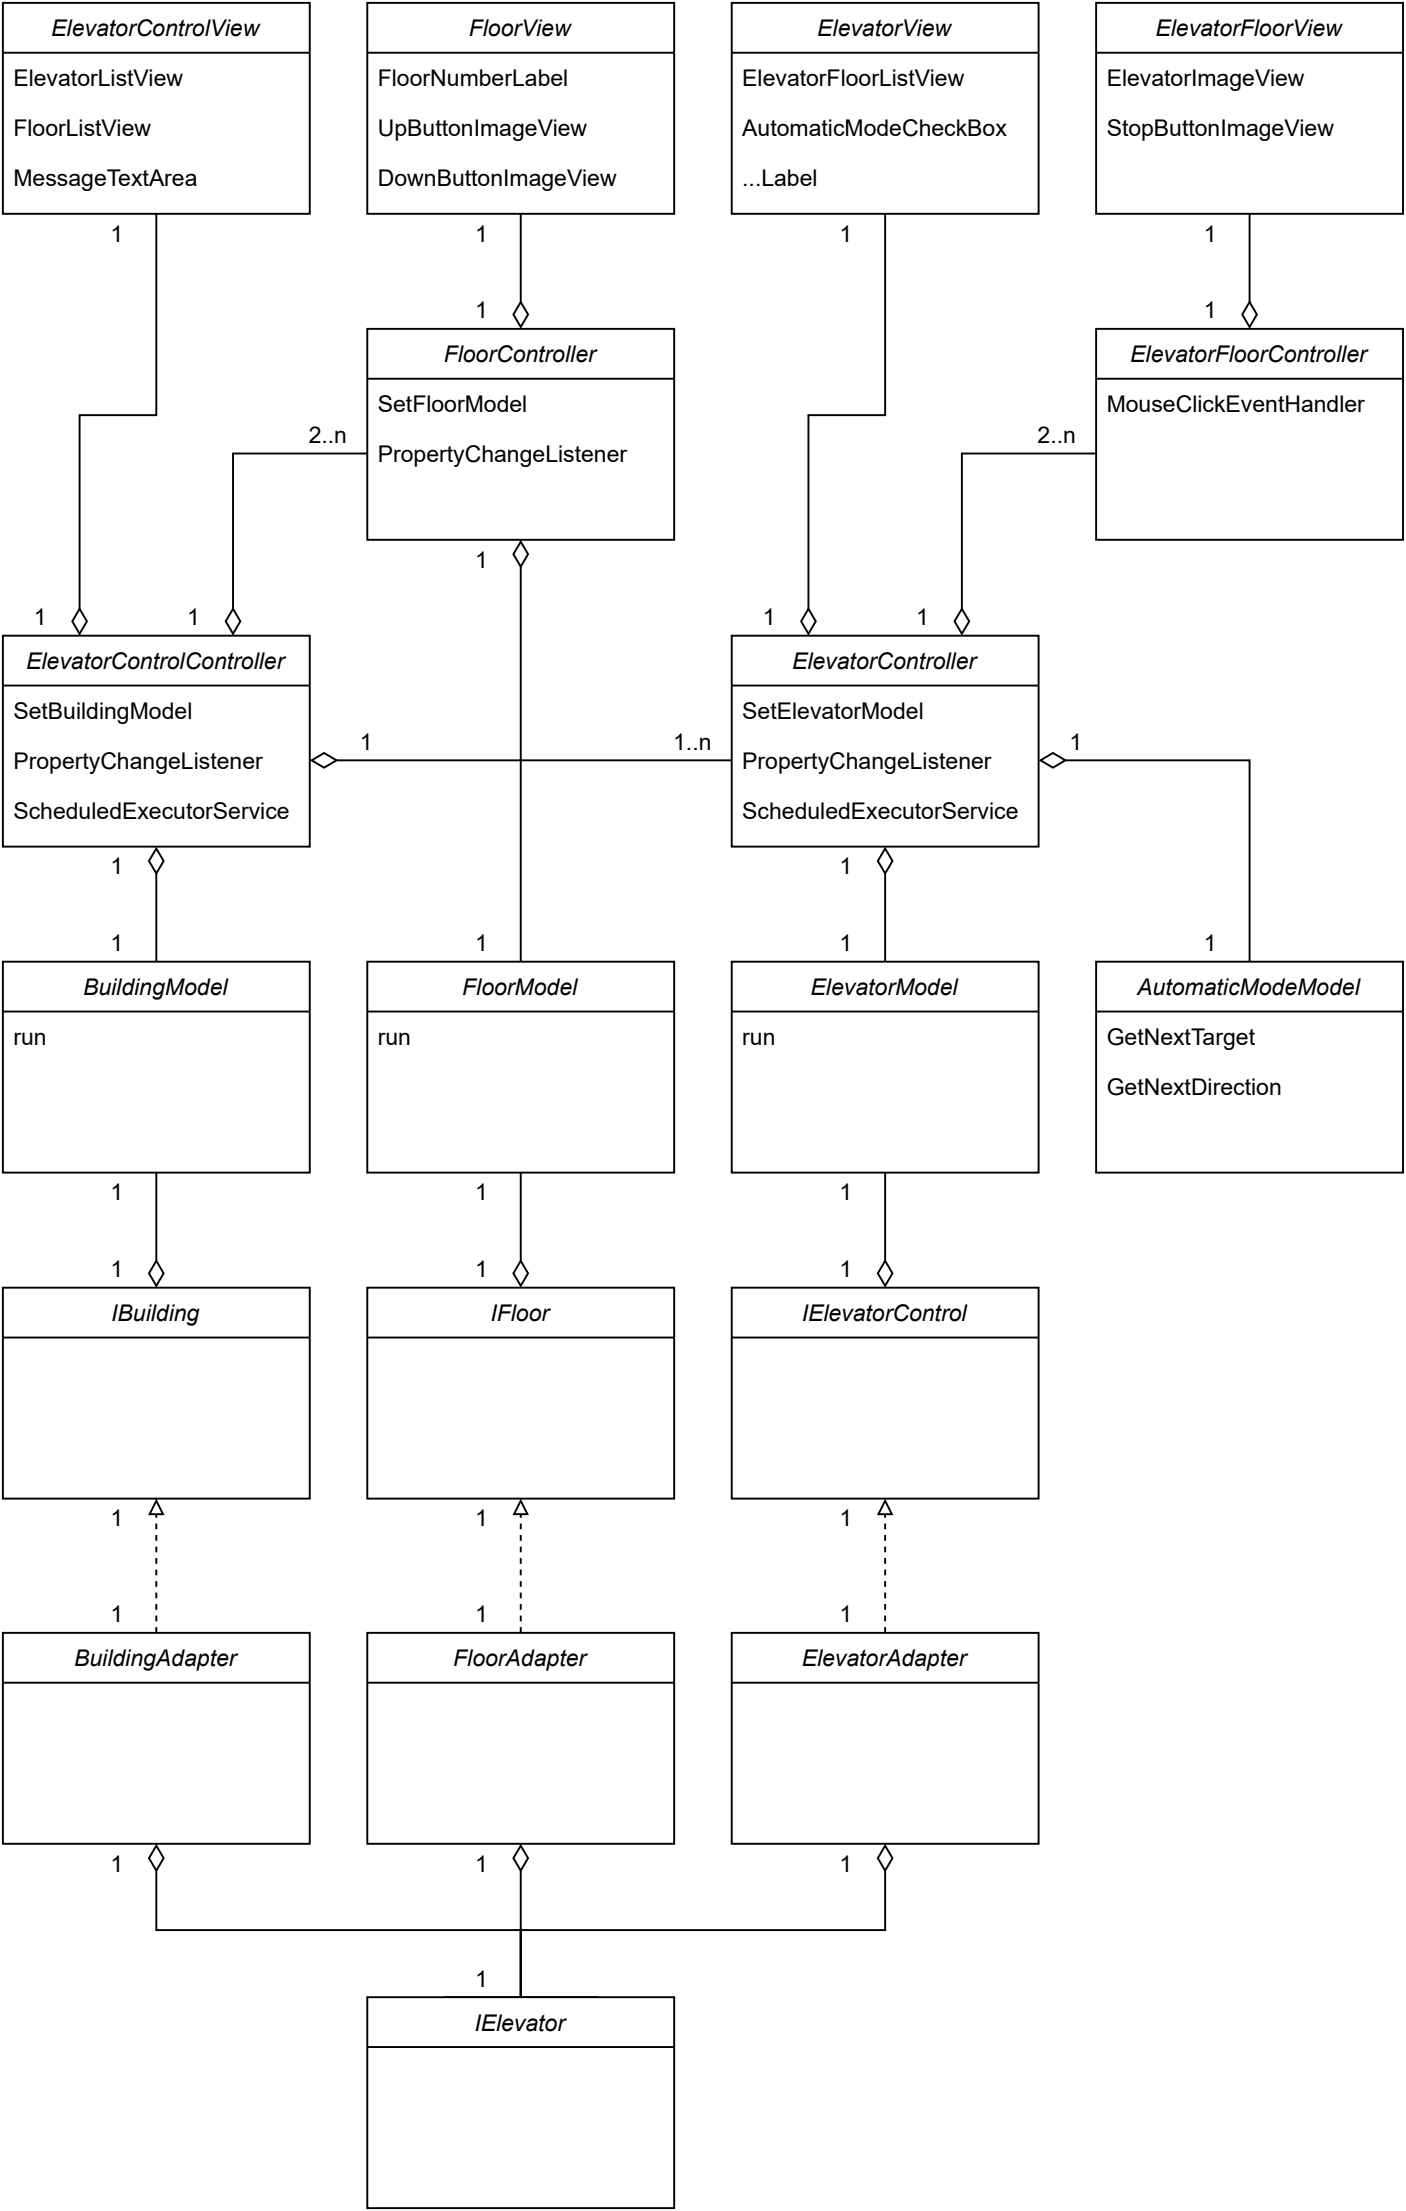 ElevatorControlView
ElevatorListView
FloorListView
MessageTextArea
FloorView
FloorNumberLabel
UpButtonImageView
DownButtonImageView
ElevatorView
ElevatorFloorListView
AutomaticModeCheckBox
...Label
ElevatorFloorView
ElevatorImageView
StopButtonImageView
1
1
1
1
1
1
FloorController
SetFloorModel
PropertyChangeListener
ElevatorFloorController
MouseClickEventHandler
2..n
2..n
1
1
1
1
1
ElevatorControlController
SetBuildingModel
PropertyChangeListener
ScheduledExecutorService
1
1..n
ElevatorController
SetElevatorModel
PropertyChangeListener
ScheduledExecutorService
1
1
1
1
1
1
1
BuildingModel
run
FloorModel
run
ElevatorModel
run
AutomaticModeModel
GetNextTarget
GetNextDirection
1
1
1
1
1
1
IBuilding
IFloor
IElevatorControl
1
1
1
1
1
1
BuildingAdapter
FloorAdapter
ElevatorAdapter
1
1
1
1
IElevator